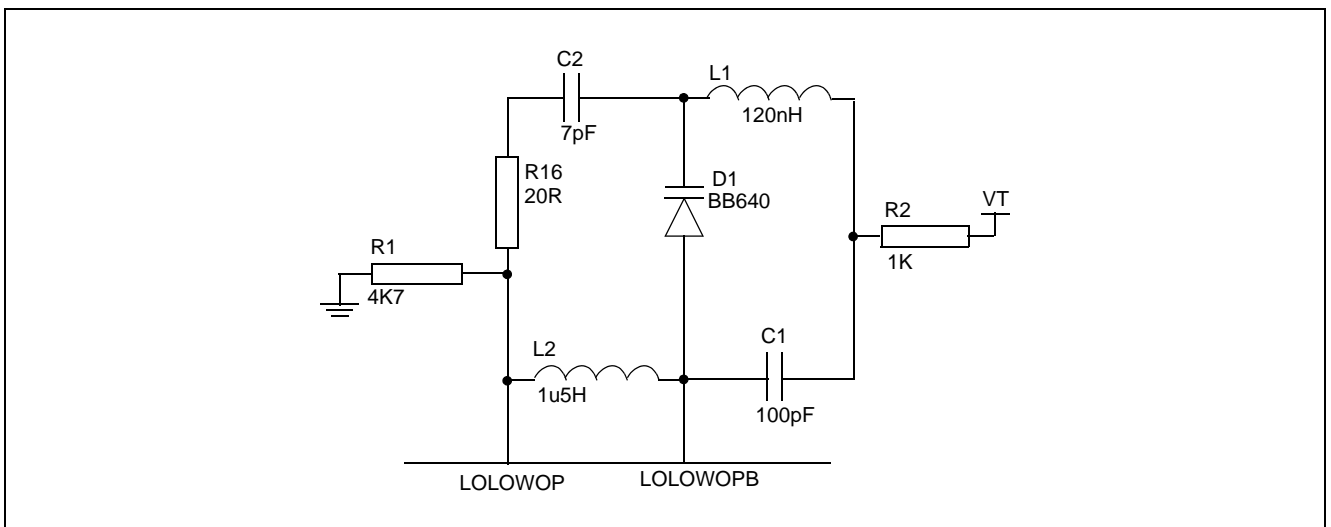 C2
7pF
L1
120nH
R16
20R
D1
BB640
VT
R2
1K
R1
4K7
C1
100pF
L2
1u5H
LOLOWOP
LOLOWOPB